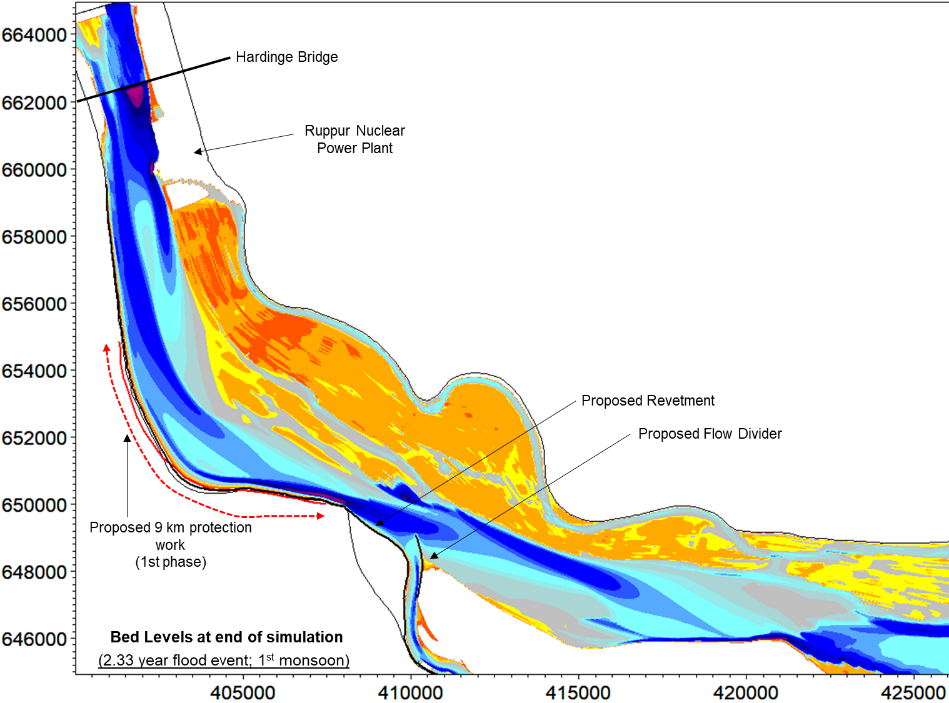 664000
662000
660000
658000
656000
654000
652000
650000
648000
646000
Hardinge Bridge
Ruppur Nuclear
Power Plant
Proposed Revetment
Proposed Flow Divider
Proposed 9 km protection
work
(1st phase)
Bed Levels at end of simulation
(2.33 year flood event; 1st monsoon)
405000
410000
415000
420000
425000